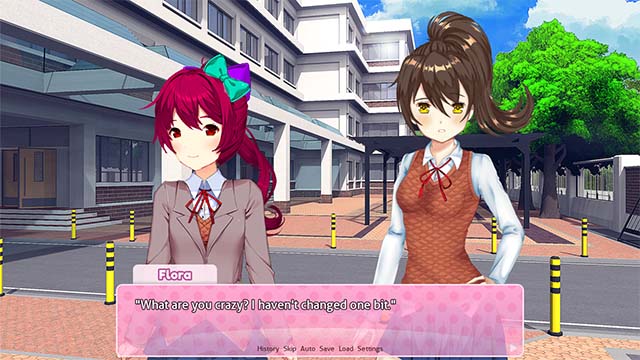 Flora
"What are you crazy? I haven't changed one bit."
History Skip Auto Save Load Settings